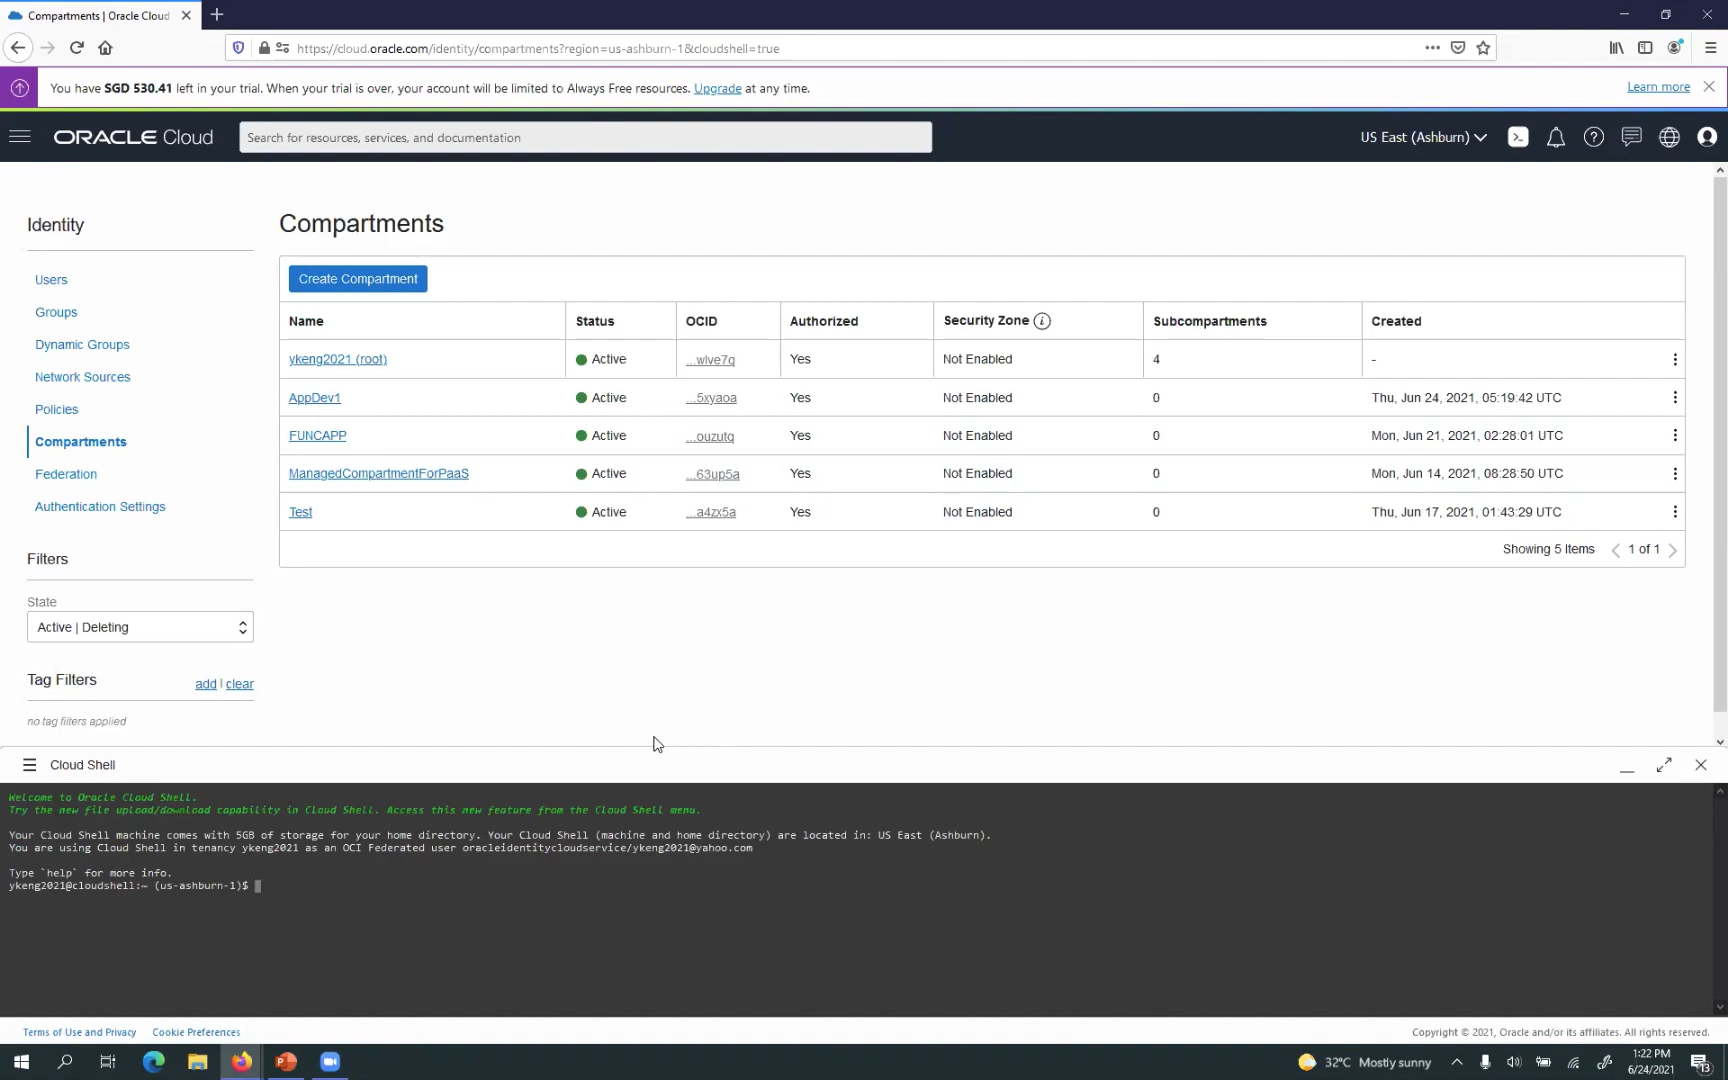 Compartments | Oracle Cloud
https://cloud.oracle.com/identity/compartments?region=us-ashburn-1&cloudshell=true
You have SGD 530.41 left in your trial. When your trial is over, your account will be limited to Always Free resources. Upgrade at any time.
Learn more
ORACLE Cloud
Search for resources, services, and documentation
US East (Ashburn)
Identity
Users
Groups
Dynamic Groups
Network Sources
Policies
Compartments
Federation
Authentication Settings
Filters
State
Active | Deleting
Tag Filters
add | clear
no tag filters applied
Compartments
Create Compartment
Name Status OCID Authorized Security Zone Subcompartments Created
ykeng2021 (root) Active ...wlve7q Yes Not Enabled 4 -
AppDev1 Active ...5xyaoa Yes Not Enabled 0 Thu, Jun 24, 2021, 05:19:42 UTC
FUNCAPP Active ...ouzutq Yes Not Enabled 0 Mon, Jun 21, 2021, 02:28:01 UTC
ManagedCompartmentForPaaS Active ...63up5a Yes Not Enabled 0 Mon, Jun 14, 2021, 08:28:50 UTC
Test Active ...a4zx5a Yes Not Enabled 0 Thu, Jun 17, 2021, 01:43:29 UTC
Showing 5 Items 1 of 1
Cloud Shell
Welcome to Oracle Cloud Shell.
Try the new file upload/download capability in Cloud Shell. Access this new feature from the Cloud Shell menu.
Your Cloud Shell machine comes with 5GB of storage for your home directory. Your Cloud Shell (machine and home directory) are located in: US East (Ashburn).
You are using Cloud Shell in tenancy ykeng2021 as an OCI Federated user oracleidentitycloudservice/ykeng2021@yahoo.com
Type `help` for more info.
ykeng2021@cloudshell:~ (us-ashburn-1)$
Terms of Use and Privacy Cookie Preferences
Copyright © 2021, Oracle and/or its affiliates. All rights reserved.
32°C Mostly sunny
1:22 PM
6/24/2021
13